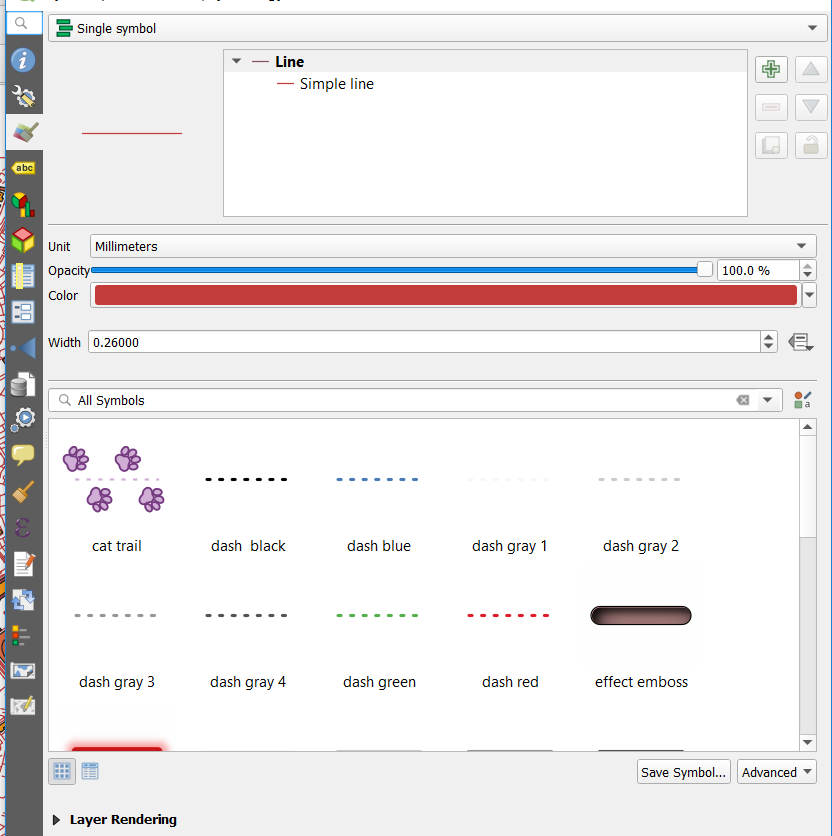 Single symbol
Line
Simple line
abc
Unit
Millimeters
Opacity
100.0 %
Color
Width
0.26000
All Symbols
a
cat trail
dash  black
dash blue
dash gray 1
dash gray 2
dash gray 3
dash gray 4
dash green
dash red
effect emboss
Save Symbol...
Advanced
Layer Rendering